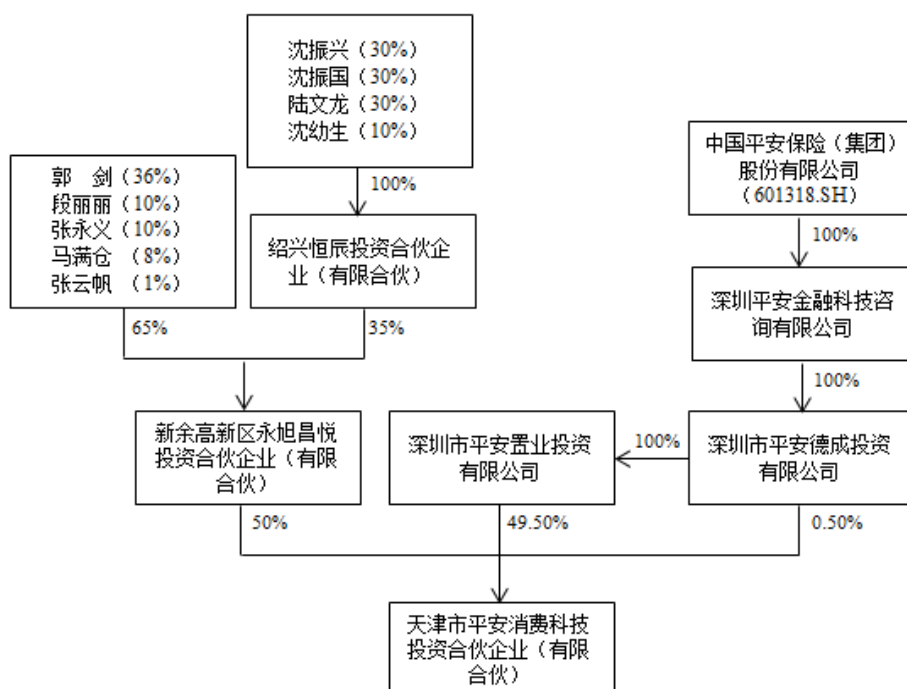 沈振兴（30%）
沈振国（30%）
陆文龙（30%）
沈幼生（10%）
100%
郭　剑（36%）
段丽丽（10%）
张永义（10%）
马满仓　（8%）
张云帆　（1%）
65%
绍兴恒辰投资合伙企
业（有限合伙）
35%
中国平安保险（集团）
股份有限公司
（601318.SH）
100%
深圳平安金融科技咨
询有限公司
100%
新余高新区永旭昌悦
投资合伙企业（有限
合伙）
50%
深圳市平安置业投资
有限公司
49.50%
100%
深圳市平安德成投资
有限公司
0.50%
天津市平安消费科技
投资合伙企业（有限
合伙）